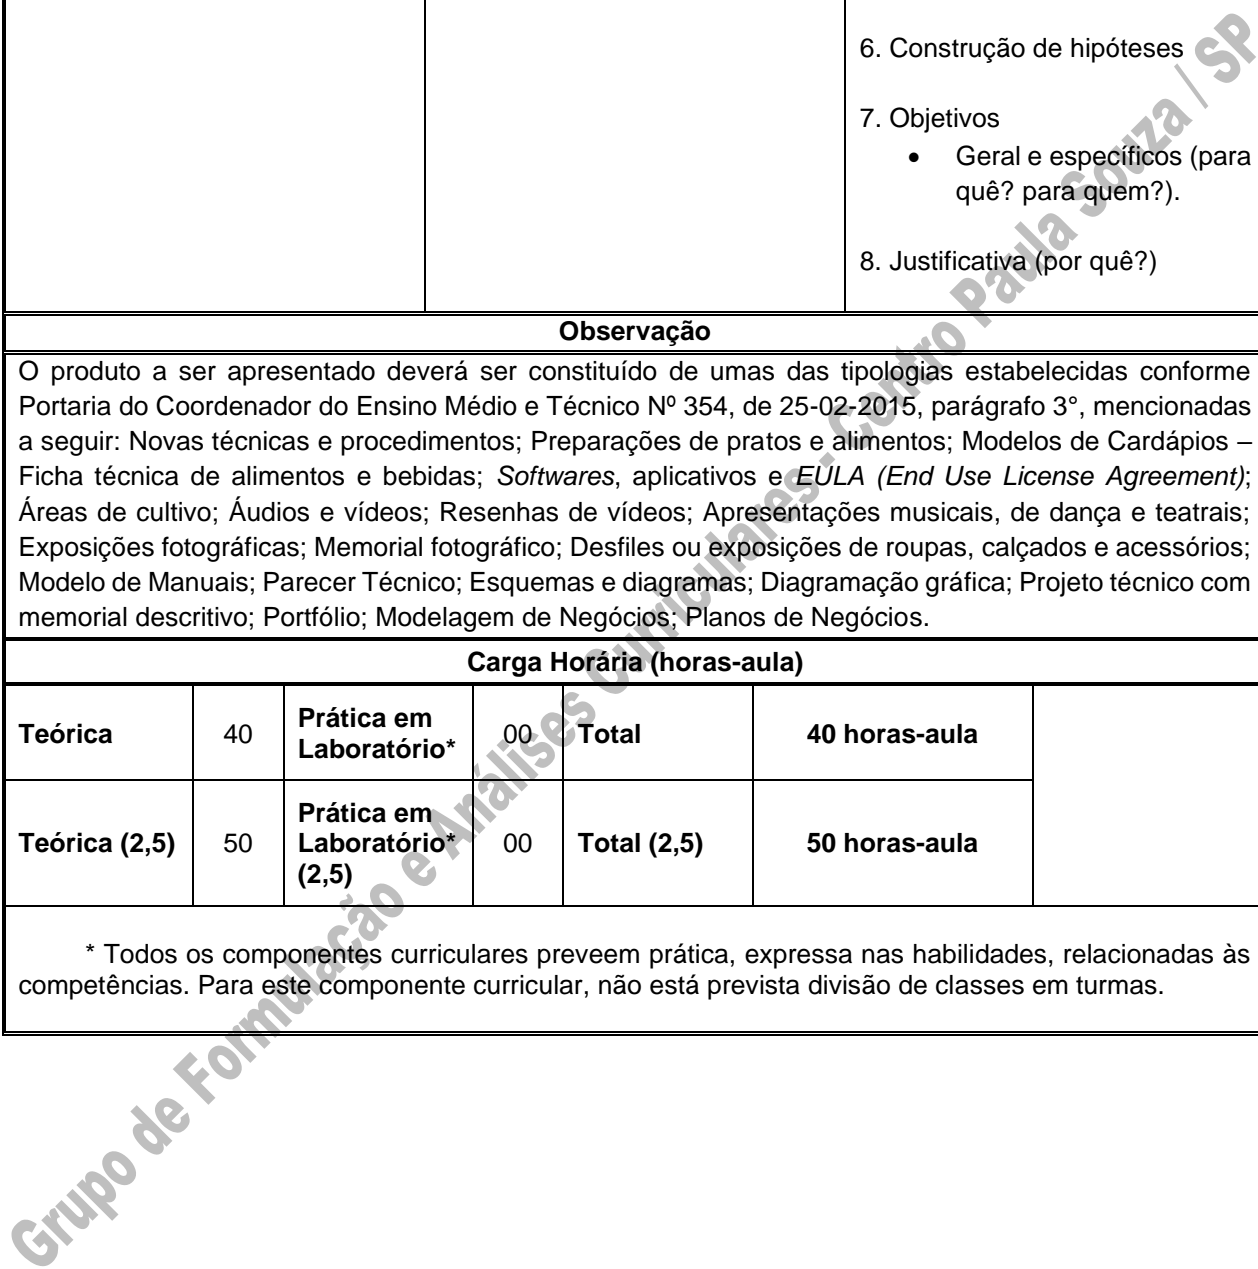 6. Construção de hipóteses
7. Objetivos
• Geral e específicos (para
quê? para quem?).
8. Justificativa (por quê?)
Observação
O produto a ser apresentado deverá ser constituído de umas das tipologias estabelecidas conforme
Portaria do Coordenador do Ensino Médio e Técnico Nº 354, de 25-02-2015, parágrafo 3°, mencionadas
a seguir: Novas técnicas e procedimentos; Preparações de pratos e alimentos; Modelos de Cardápios –
Ficha técnica de alimentos e bebidas; Softwares, aplicativos e EULA (End Use License Agreement);
Áreas de cultivo; Áudios e vídeos; Resenhas de vídeos; Apresentações musicais, de dança e teatrais;
Exposições fotográficas; Memorial fotográfico; Desfiles ou exposições de roupas, calçados e acessórios;
Modelo de Manuais; Parecer Técnico; Esquemas e diagramas; Diagramação gráfica; Projeto técnico com
memorial descritivo; Portfólio; Modelagem de Negócios; Planos de Negócios.
Carga Horária (horas-aula)
Teórica 40 Prática em Laboratório* 00 Total 40 horas-aula
Teórica (2,5) 50 Prática em Laboratório* (2,5) 00 Total (2,5) 50 horas-aula
* Todos os componentes curriculares preveem prática, expressa nas habilidades, relacionadas às
competências. Para este componente curricular, não está prevista divisão de classes em turmas.
Grupo de Formulação e Análises Curriculares - Centro Paula Souza / SP